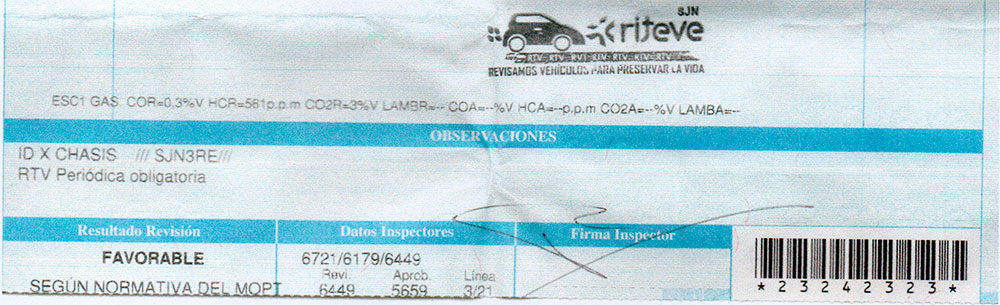 SJN
riteve
RTV-RTV-RTV-RTV-RTV-RTV-RTV
REVISAMOS VEHÍCULOS PARA PRESERVAR LA VIDA
ESC1 GAS COR=0,3%V HCR=561p.p.m CO2R=3%V LAMBR=-- COA=--%V HCA=--p.p.m CO2A=--%V LAMBA=--
OBSERVACIONES
ID X CHASIS /// SJN3RE///
RTV Periódica obligatoria
Resultado Revisión Datos Inspectores Firma Inspector
FAVORABLE 6721/6179/6449
Revi. Aprob. Línea
SEGÚN NORMATIVA DEL MOPT 6449 5659 3/21
*23242323*